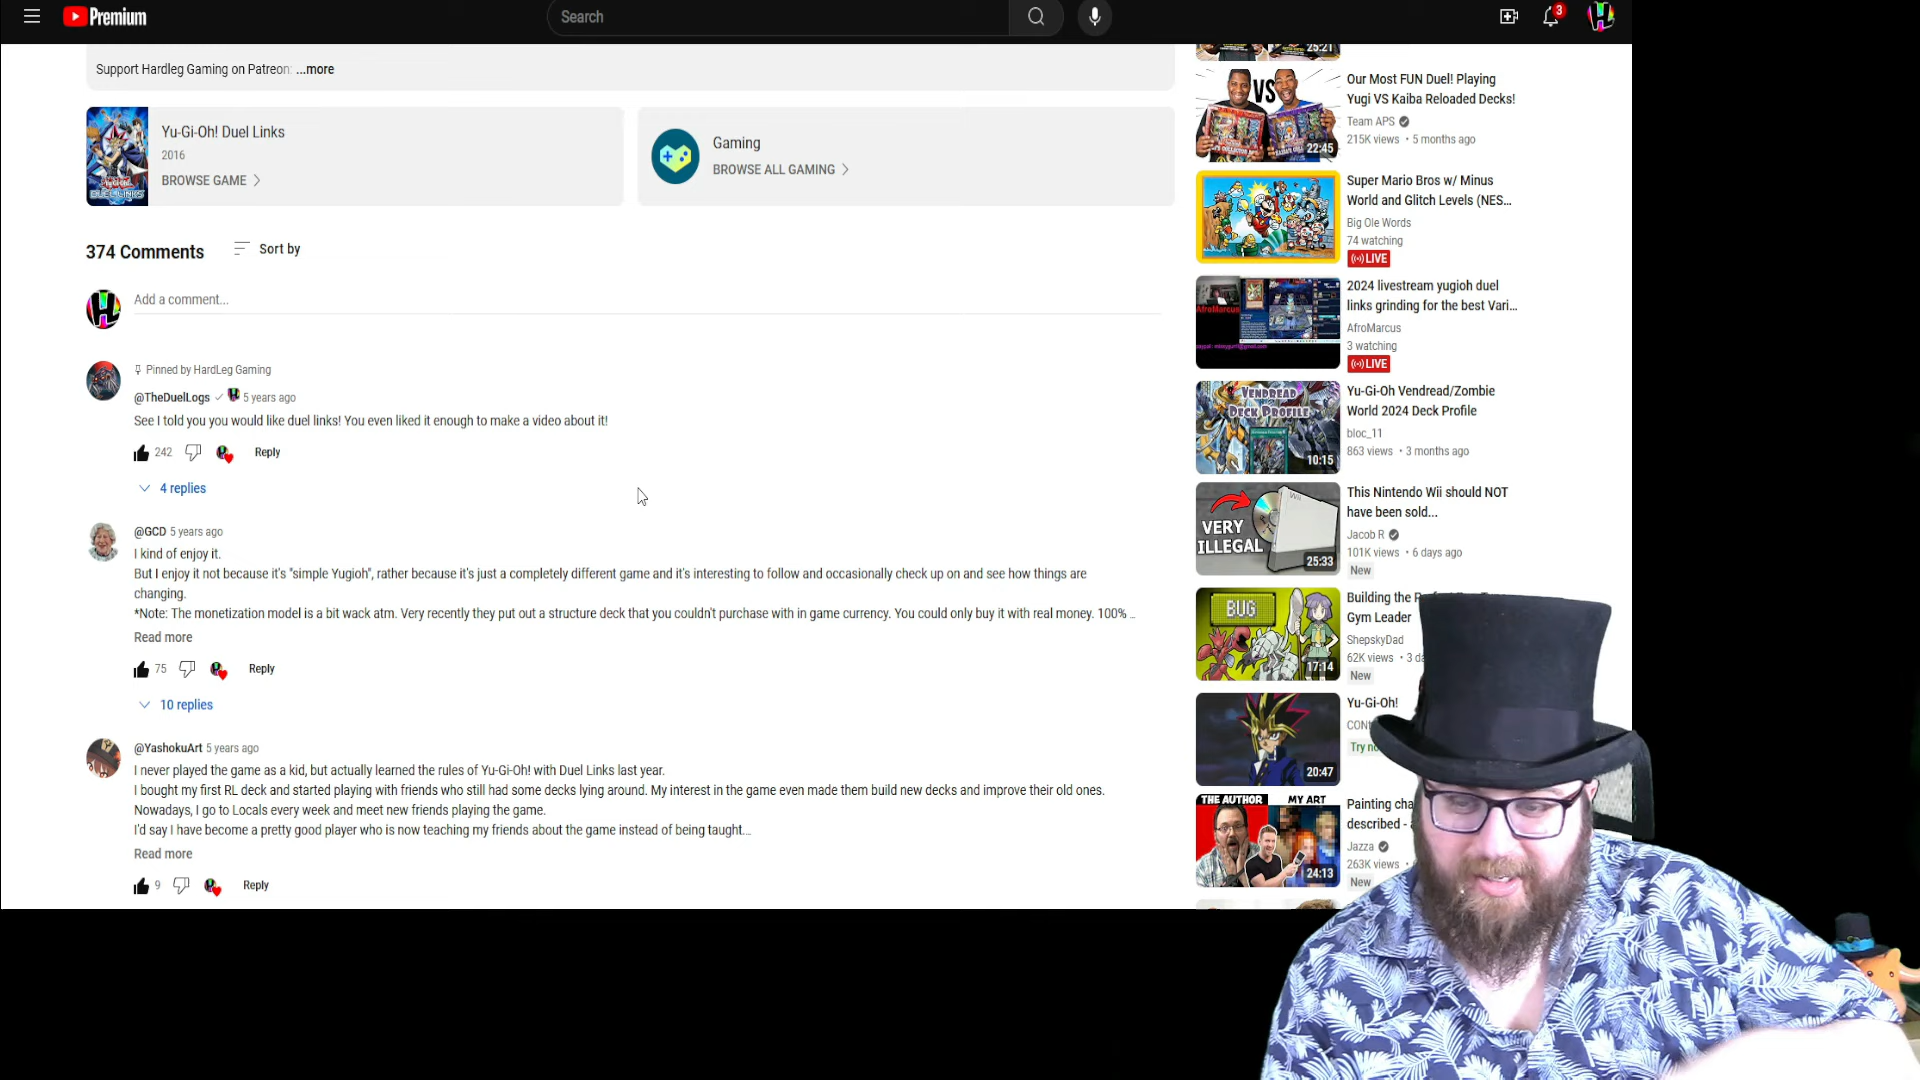 Premium
Search
3
Support Hardleg Gaming on Patreon: ...more
Yu-Gi-Oh! Duel Links
2016
BROWSE GAME
Gaming
BROWSE ALL GAMING
374 Comments
Sort by
Add a comment...
Pinned by HardLeg Gaming
@TheDuelLogs 5 years ago
See I told you you would like duel links! You even liked it enough to make a video about it!
242 Reply
4 replies
@GCD 5 years ago
I kind of enjoy it.
But I enjoy it not because it's "simple Yugioh", rather because it's just a completely different game and it's interesting to follow and occasionally check up on and see how things are
changing.
*Note: The monetization model is a bit wack atm. Very recently they put out a structure deck that you couldn't purchase with in game currency. You could only buy it with real money. 100% ...
Read more
75 Reply
10 replies
@YashokuArt 5 years ago
I never played the game as a kid, but actually learned the rules of Yu-Gi-Oh! with Duel Links last year.
I bought my first RL deck and started playing with friends who still had some decks lying around. My interest in the game even made them build new decks and improve their old ones.
Nowadays, I go to Locals every week and meet new friends playing the game.
I'd say I have become a pretty good player who is now teaching my friends about the game instead of being taught...
Read more
9 Reply
25:21
VS
22:45
Our Most FUN Duel! Playing
Yugi VS Kaiba Reloaded Decks!
Team APS
215K views • 5 months ago
Super Mario Bros w/ Minus
World and Glitch Levels (NES...
Big Ole Words
74 watching
LIVE
AfroMarcus
2024 livestream yugioh duel
links grinding for the best Vari...
AfroMarcus
3 watching
LIVE
VENDREAD
DECK PROFILE
10:15
Yu-Gi-Oh Vendread/Zombie
World 2024 Deck Profile
bloc_11
863 views • 3 months ago
Wii
VERY
ILLEGAL
25:33
This Nintendo Wii should NOT
have been sold...
Jacob R
101K views • 6 days ago
New
BUG
17:14
Building the
Gym Leader
ShepskyDad
62K views • 3
New
20:47
Yu-Gi-Oh!
Try
THE AUTHOR MY ART
24:13
Painting
described -
Jazza
263K views •
New